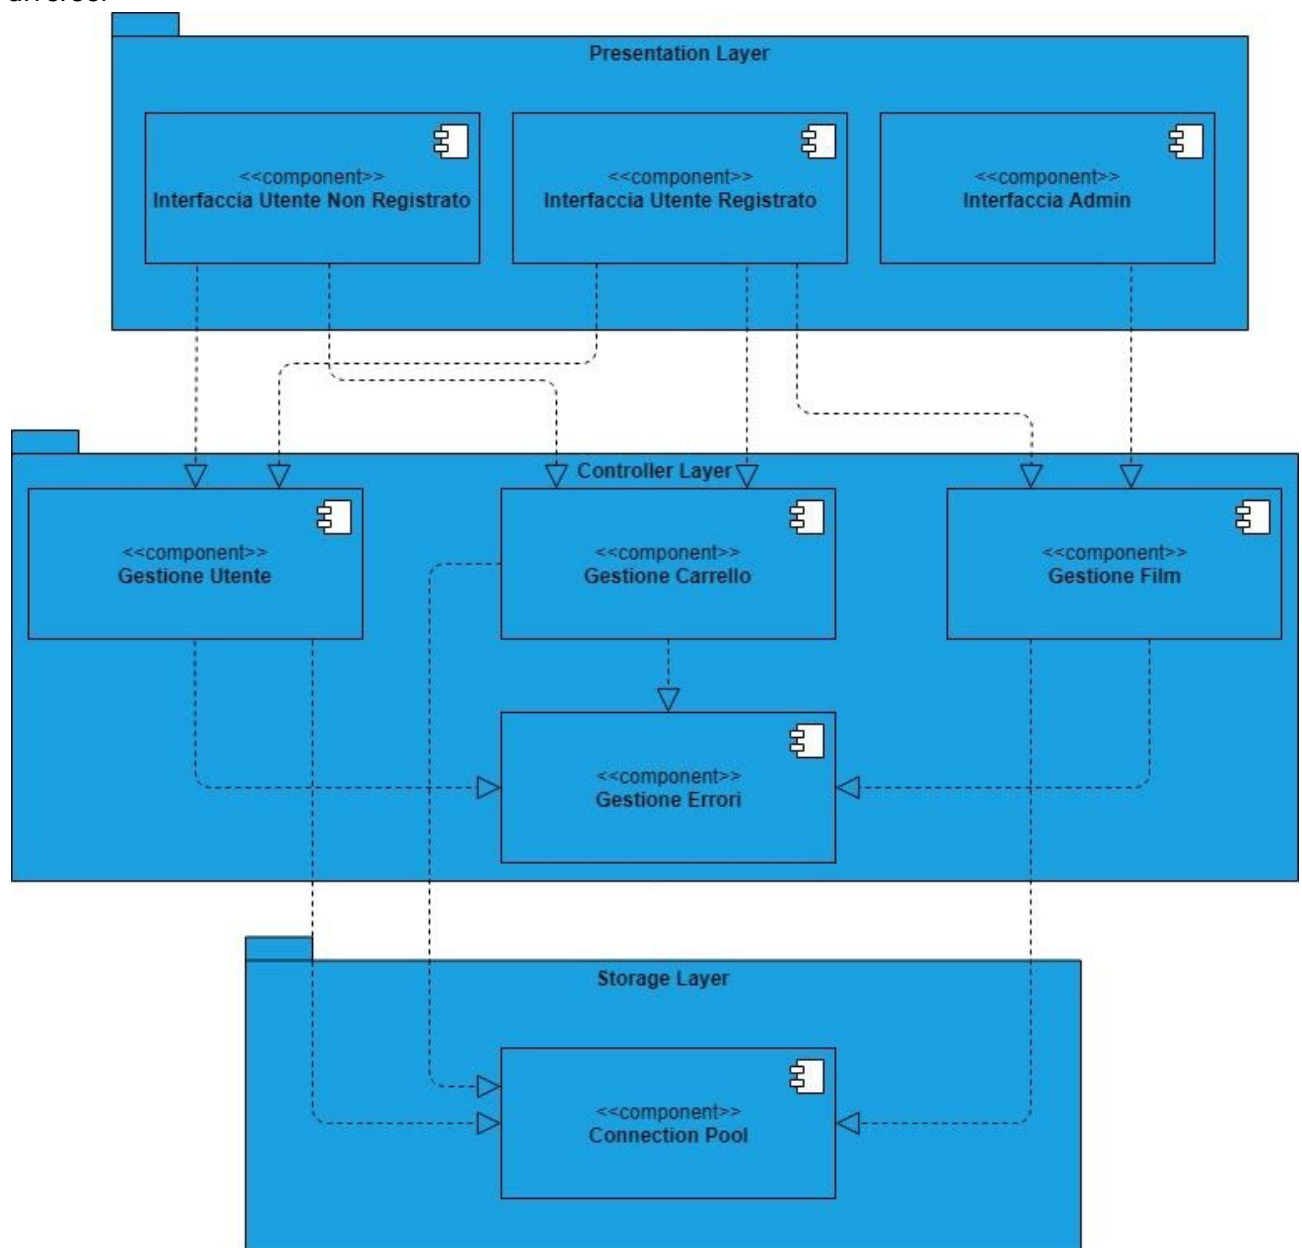 Presentation Layer
<<component>>
Interfaccia Utente Non Registrato
<<component>>
Interfaccia Utente Registrato
<<component>>
Interfaccia Admin
Controller Layer
<<component>>
Gestione Utente
<<component>>
Gestione Carrello
<<component>>
Gestione Film
<<component>>
Gestione Errori
Storage Layer
<<component>>
Connection Pool